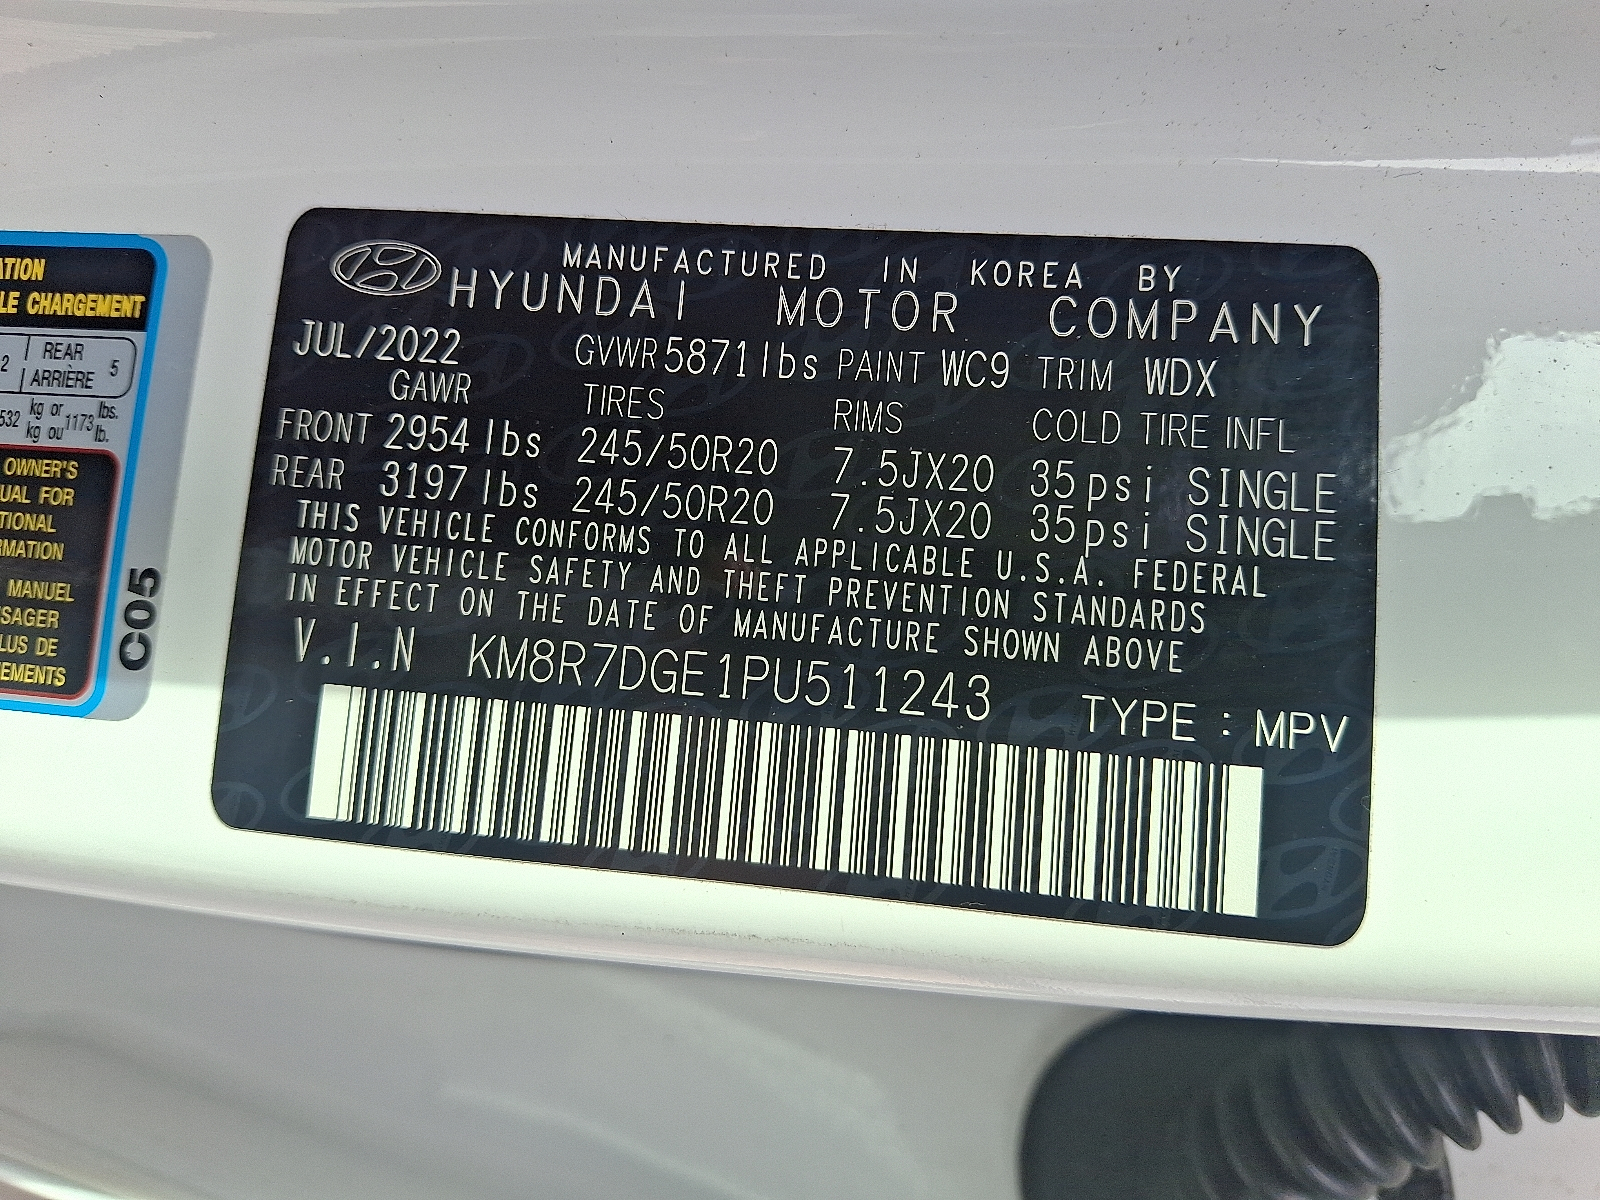 MANUFACTURED IN KOREA BY
HYUNDAI MOTOR COMPANY
JUL/2022 GVWR 5871lbs PAINT WC9 TRIM WDX
GAWR TIRES RIMS COLD TIRE INFL
FRONT 2954 lbs 245/50R20 7.5JX20 35psi SINGLE
REAR 3197 lbs 245/50R20 7.5JX20 35psi SINGLE
THIS VEHICLE CONFORMS TO ALL APPLICABLE U.S.A. FEDERAL
MOTOR VEHICLE SAFETY AND THEFT PREVENTION STANDARDS
IN EFFECT ON THE DATE OF MANUFACTURE SHOWN ABOVE
V.I.N KM8R7DGE1PU511243 TYPE : MPV
ATION
LE CHARGEMENT
2 REAR 5
ARRIÈRE
532 kg or 1173 lbs.
kg ou lb.
OWNER'S
UAL FOR
TIONAL
RMATION
MANUEL
SAGER
LUS DE
EMENTS
C05